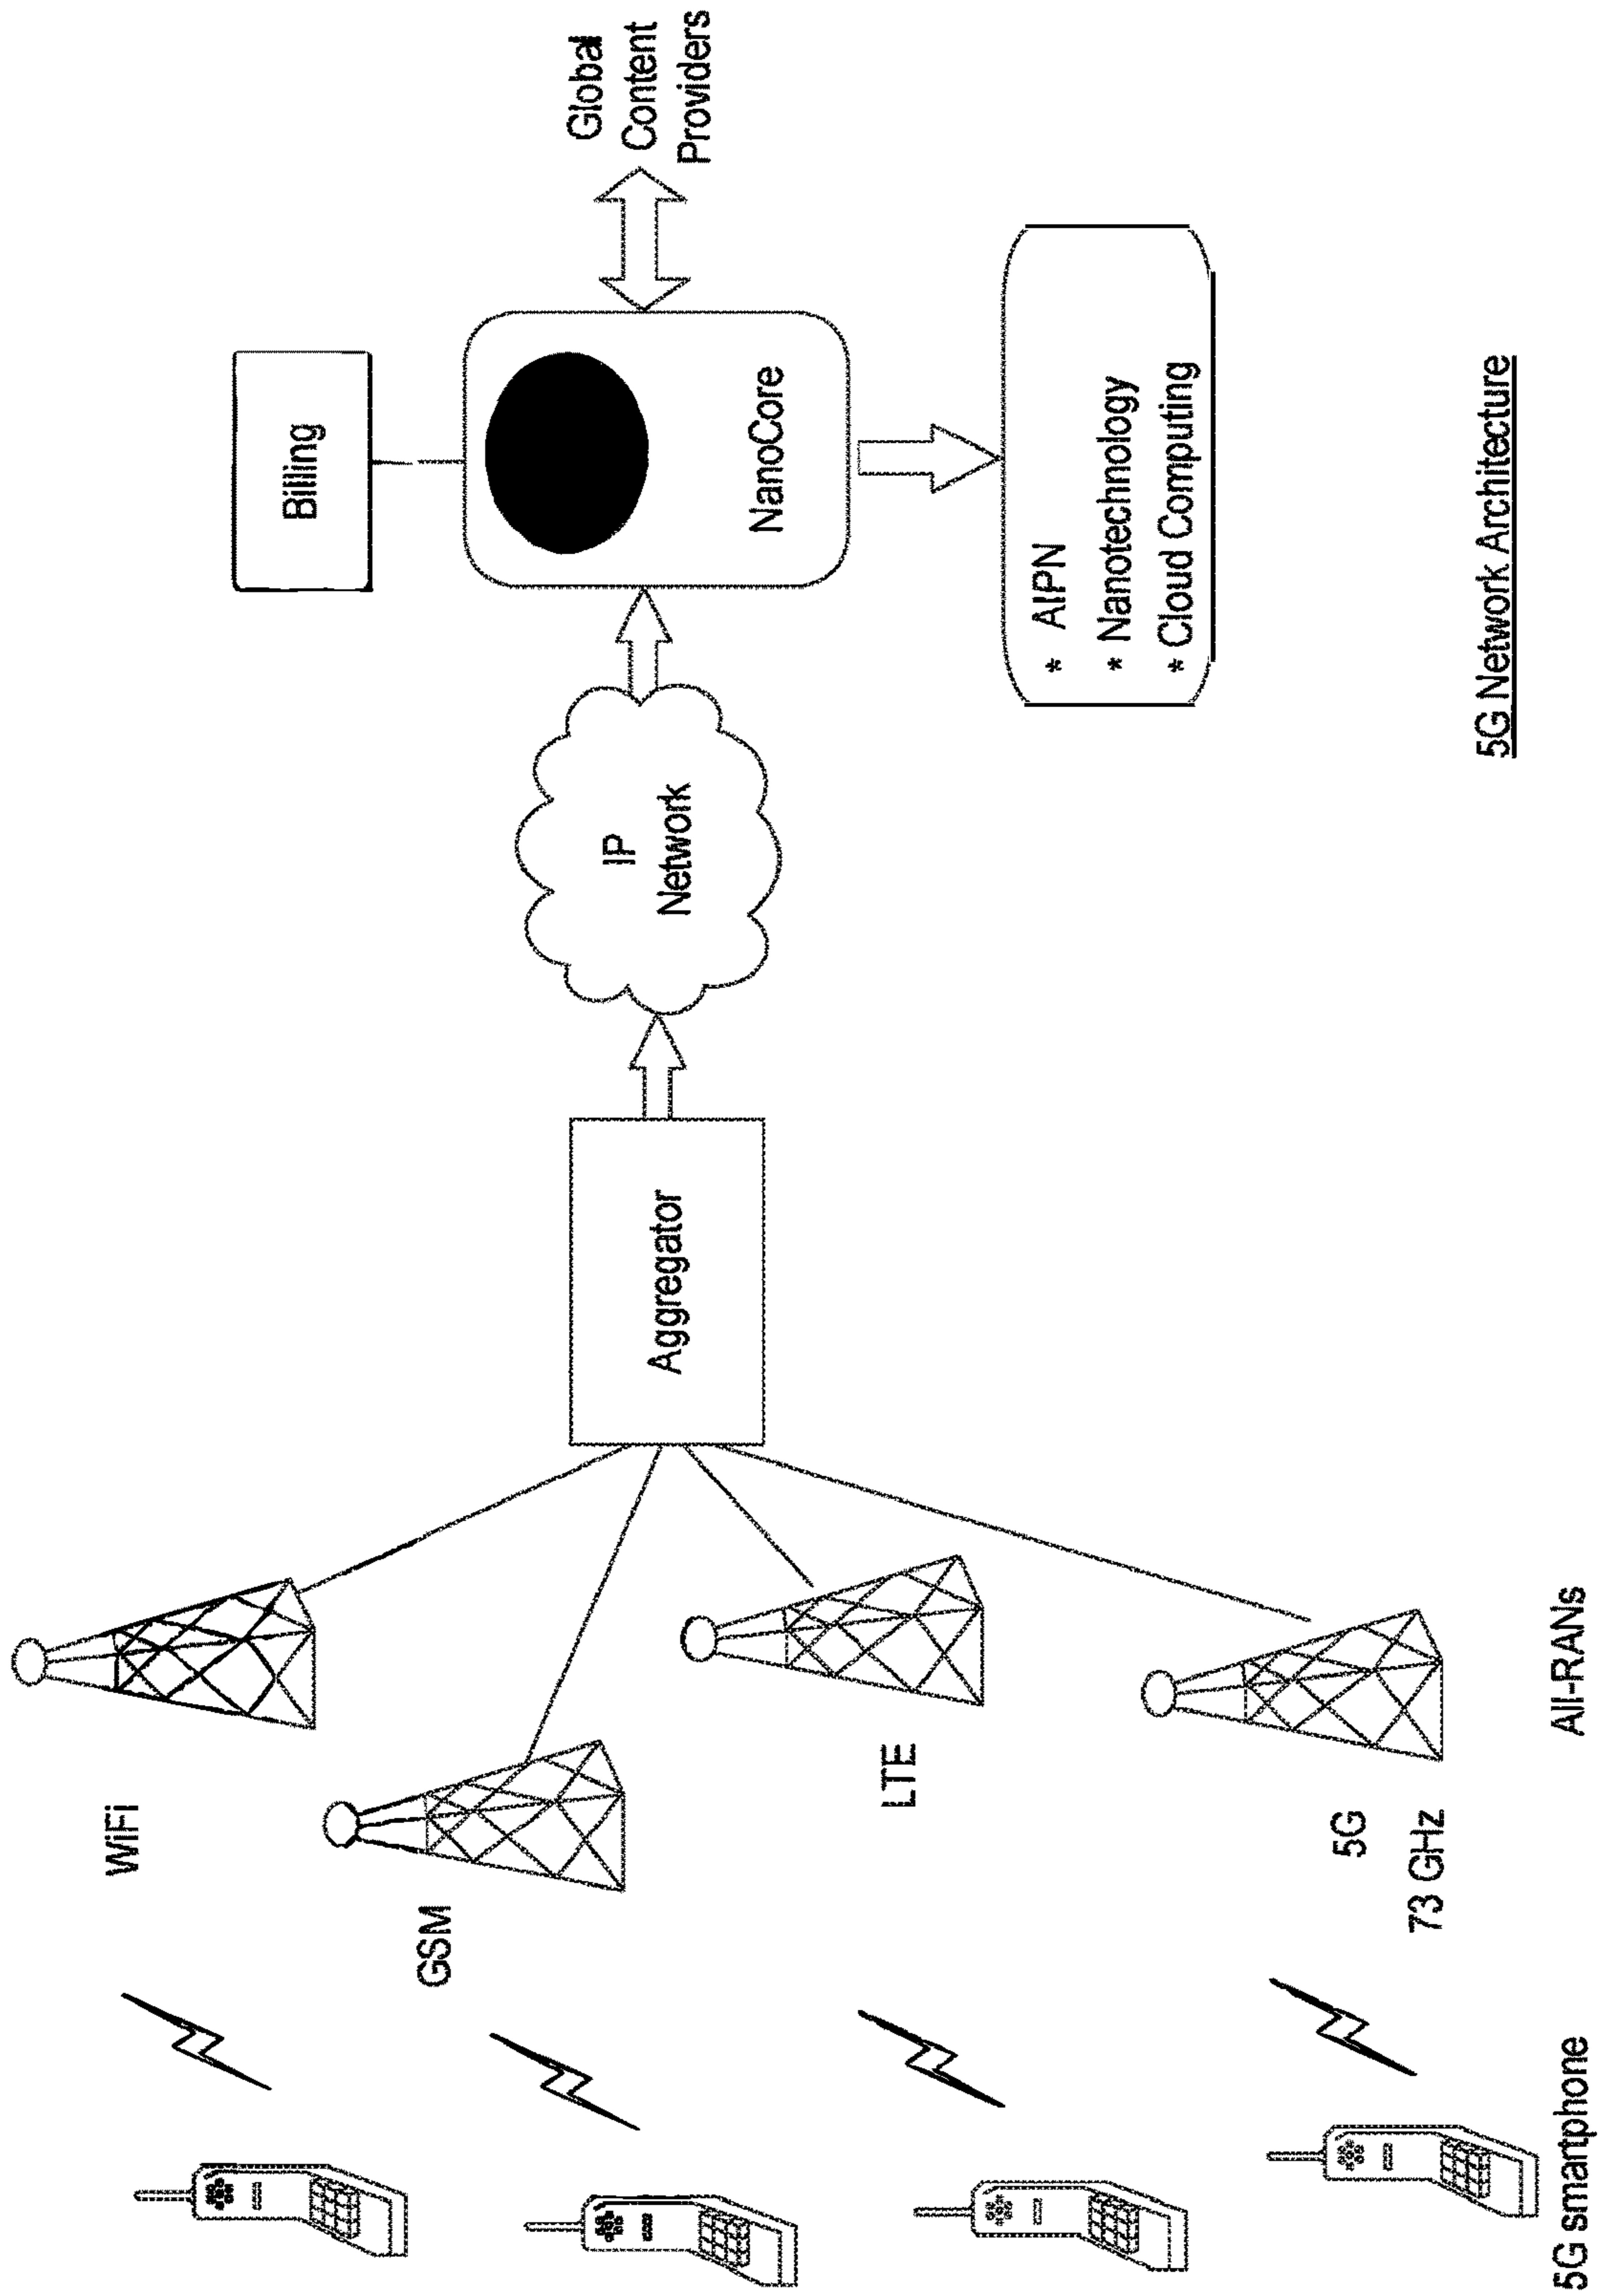 WiFi
GSM
LTE
5G
73 GHz
All-RANs
5G smartphone
Aggregator
IP
Network
Billing
NanoCore
Global
Content
Providers
* AIPN
* Nanotechnology
* Cloud Computing
5G Network Architecture